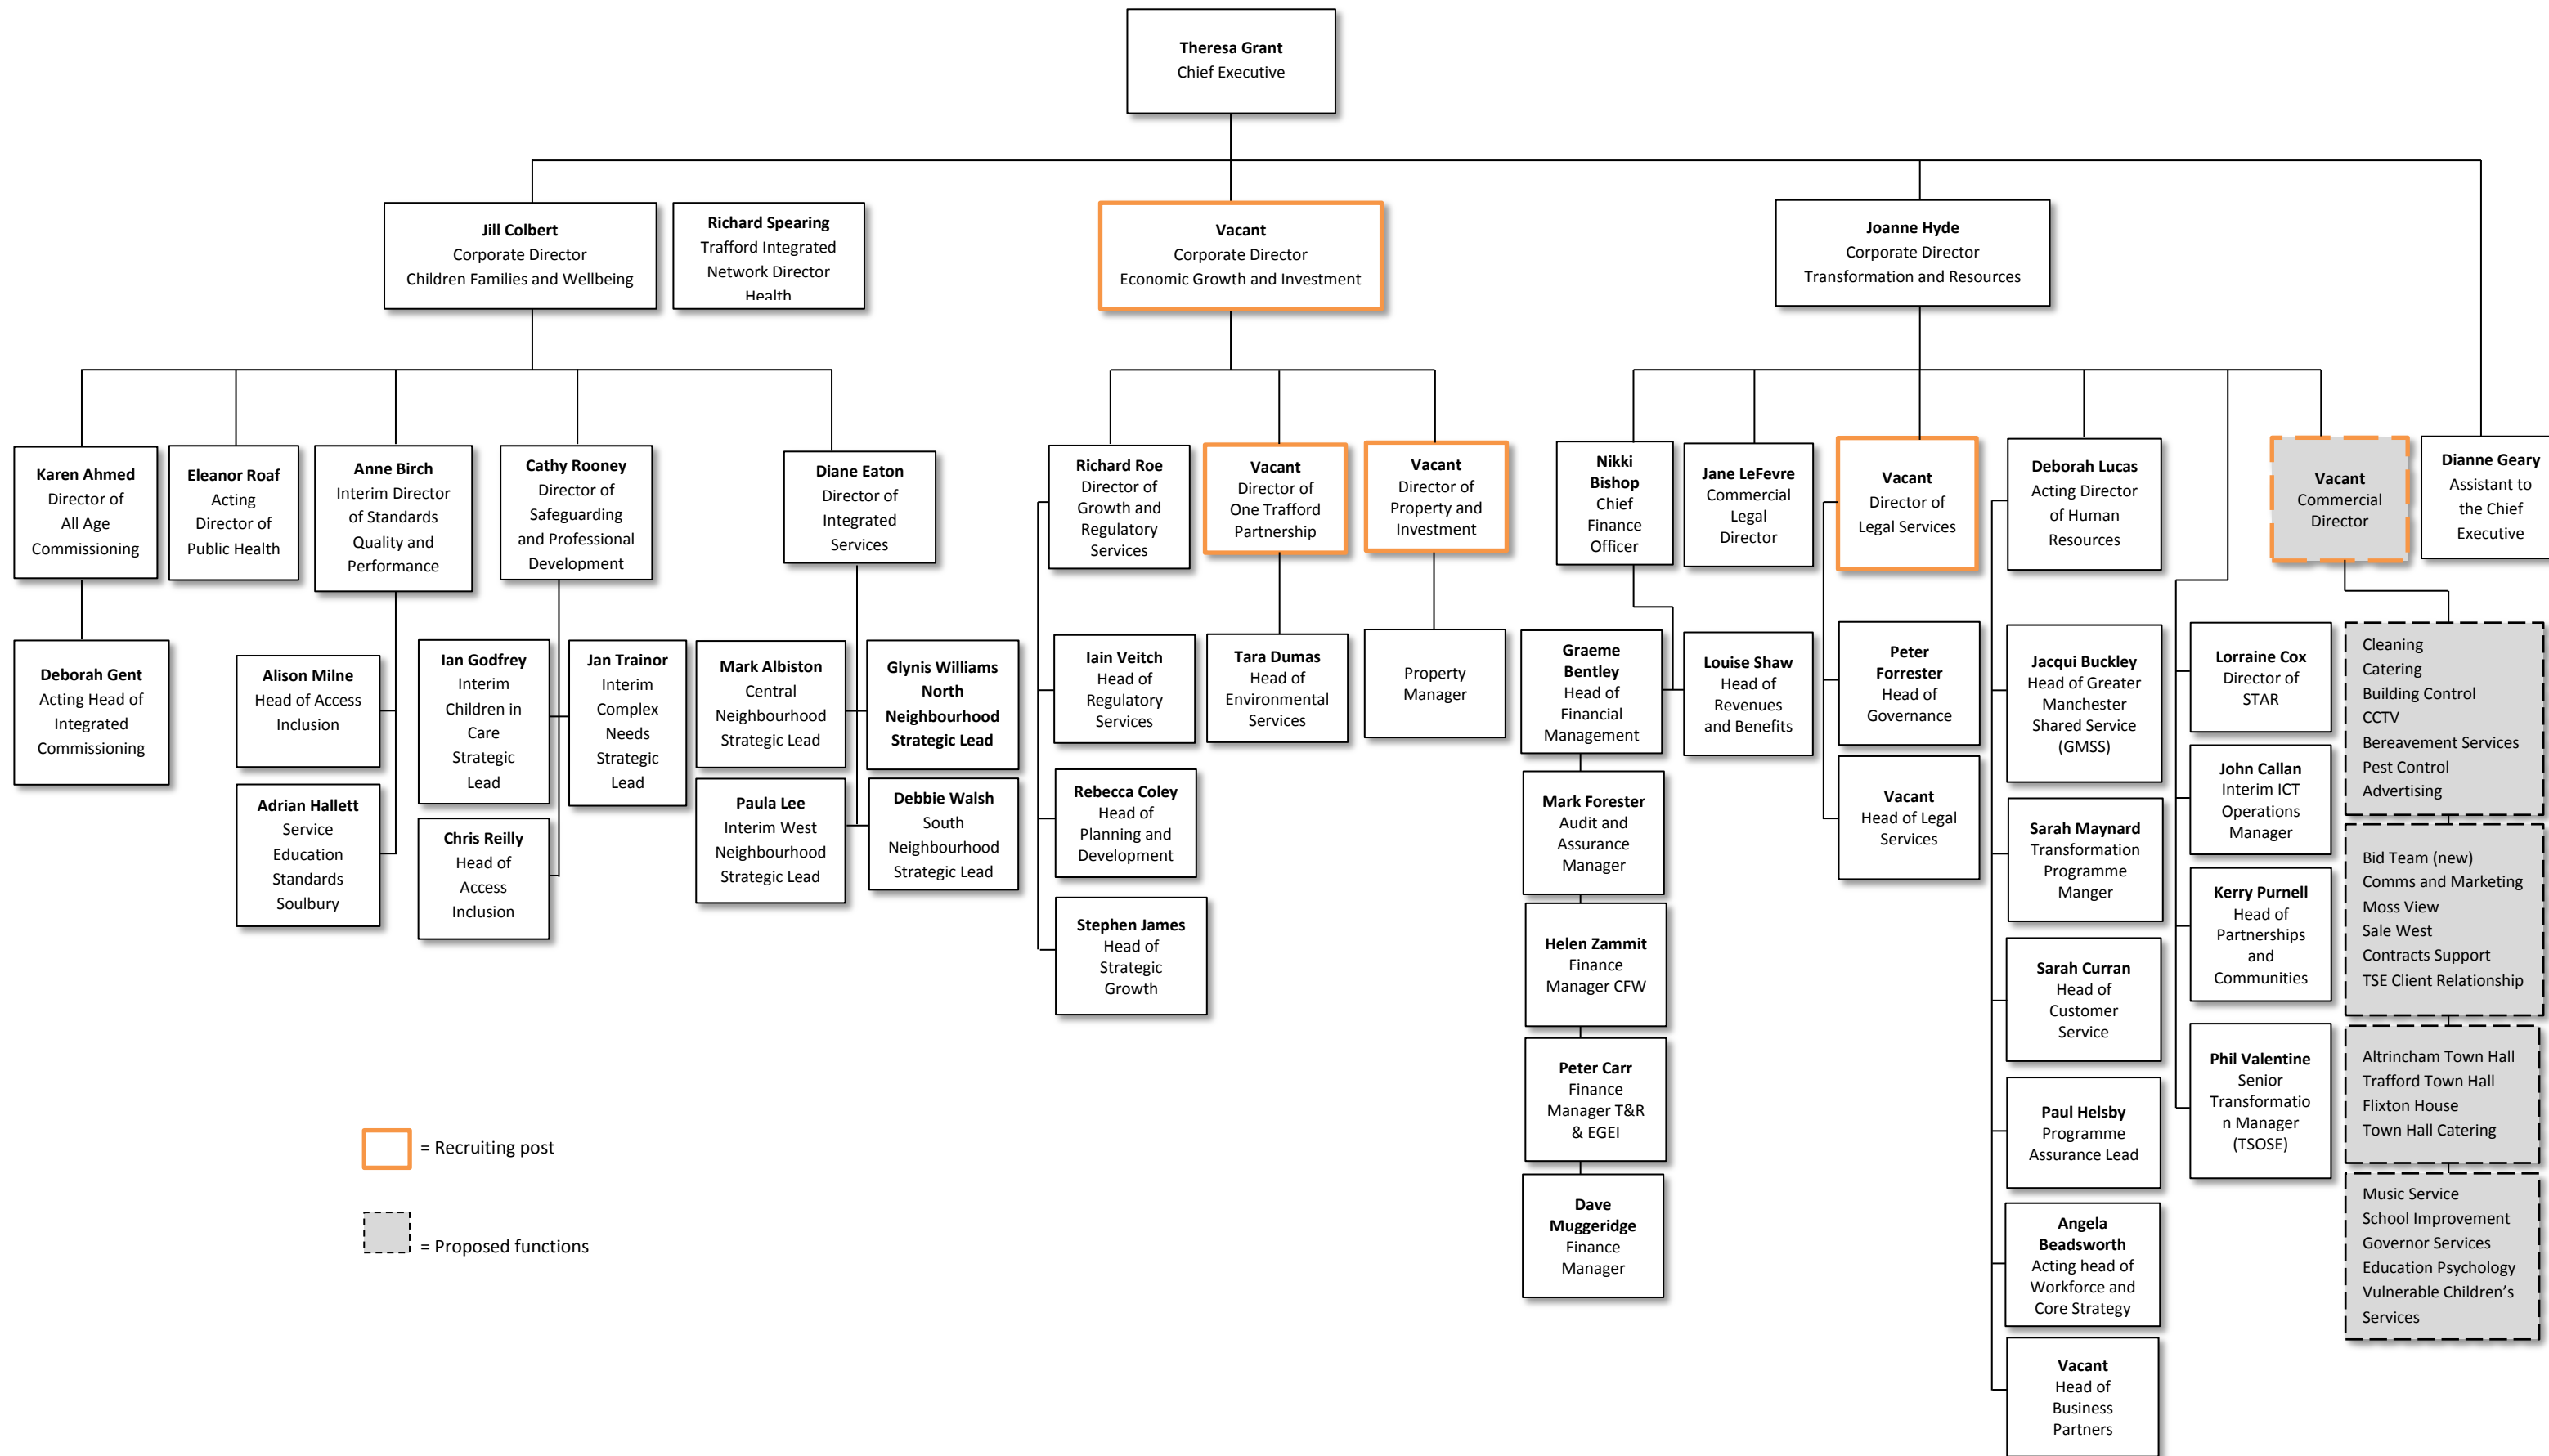 Theresa Grant
Chief Executive
Jill Colbert
Corporate Director
Children Families and Wellbeing
Richard Spearing
Trafford Integrated
Network Director
Health
Vacant
Corporate Director
Economic Growth and Investment
Joanne Hyde
Corporate Director
Transformation and Resources
Karen Ahmed
Director of
All Age
Commissioning
Eleanor Roaf
Acting
Director of
Public Health
Anne Birch
Interim Director
of Standards
Quality and
Performance
Cathy Rooney
Director of
Safeguarding
and Professional
Development
Diane Eaton
Director of
Integrated
Services
Richard Roe
Director of
Growth and
Regulatory
Services
Vacant
Director of
One Trafford
Partnership
Vacant
Director of
Property and
Investment
Nikki
Bishop
Chief
Finance
Officer
Jane LeFevre
Commercial
Legal
Director
Vacant
Director of
Legal Services
Deborah Lucas
Acting Director
of Human
Resources
Vacant
Commercial
Director
Dianne Geary
Assistant to
the Chief
Executive
Deborah Gent
Acting Head of
Integrated
Commissioning
Alison Milne
Head of Access
Inclusion
Adrian Hallett
Service
Education
Standards
Soulbury
Ian Godfrey
Interim
Children in
Care
Strategic
Lead
Jan Trainor
Interim
Complex
Needs
Strategic
Lead
Chris Reilly
Head of
Access
Inclusion
Mark Albiston
Central
Neighbourhood
Strategic Lead
Glynis Williams
North
Neighbourhood
Strategic Lead
Paula Lee
Interim West
Neighbourhood
Strategic Lead
Debbie Walsh
South
Neighbourhood
Strategic Lead
Iain Veitch
Head of
Regulatory
Services
Rebecca Coley
Head of
Planning and
Development
Stephen James
Head of
Strategic
Growth
Tara Dumas
Head of
Environmental
Services
Property
Manager
Graeme
Bentley
Head of
Financial
Management
Louise Shaw
Head of
Revenues
and Benefits
Mark Forester
Audit and
Assurance
Manager
Helen Zammit
Finance
Manager CFW
Peter Carr
Finance
Manager T&R
& EGEI
Dave
Muggeridge
Finance
Manager
Peter
Forrester
Head of
Governance
Vacant
Head of Legal
Services
Jacqui Buckley
Head of Greater
Manchester
Shared Service
(GMSS)
Sarah Maynard
Transformation
Programme
Manger
Sarah Curran
Head of
Customer
Service
Paul Helsby
Programme
Assurance Lead
Angela
Beadsworth
Acting head of
Workforce and
Core Strategy
Vacant
Head of
Business
Partners
Lorraine Cox
Director of
STAR
John Callan
Interim ICT
Operations
Manager
Kerry Purnell
Head of
Partnerships
and
Communities
Phil Valentine
Senior
Transformatio
n Manager
(TSOSE)
Cleaning
Catering
Building Control
CCTV
Bereavement Services
Pest Control
Advertising
Bid Team (new)
Comms and Marketing
Moss View
Sale West
Contracts Support
TSE Client Relationship
Altrincham Town Hall
Trafford Town Hall
Flixton House
Town Hall Catering
Music Service
School Improvement
Governor Services
Education Psychology
Vulnerable Children's
Services
= Recruiting post
= Proposed functions